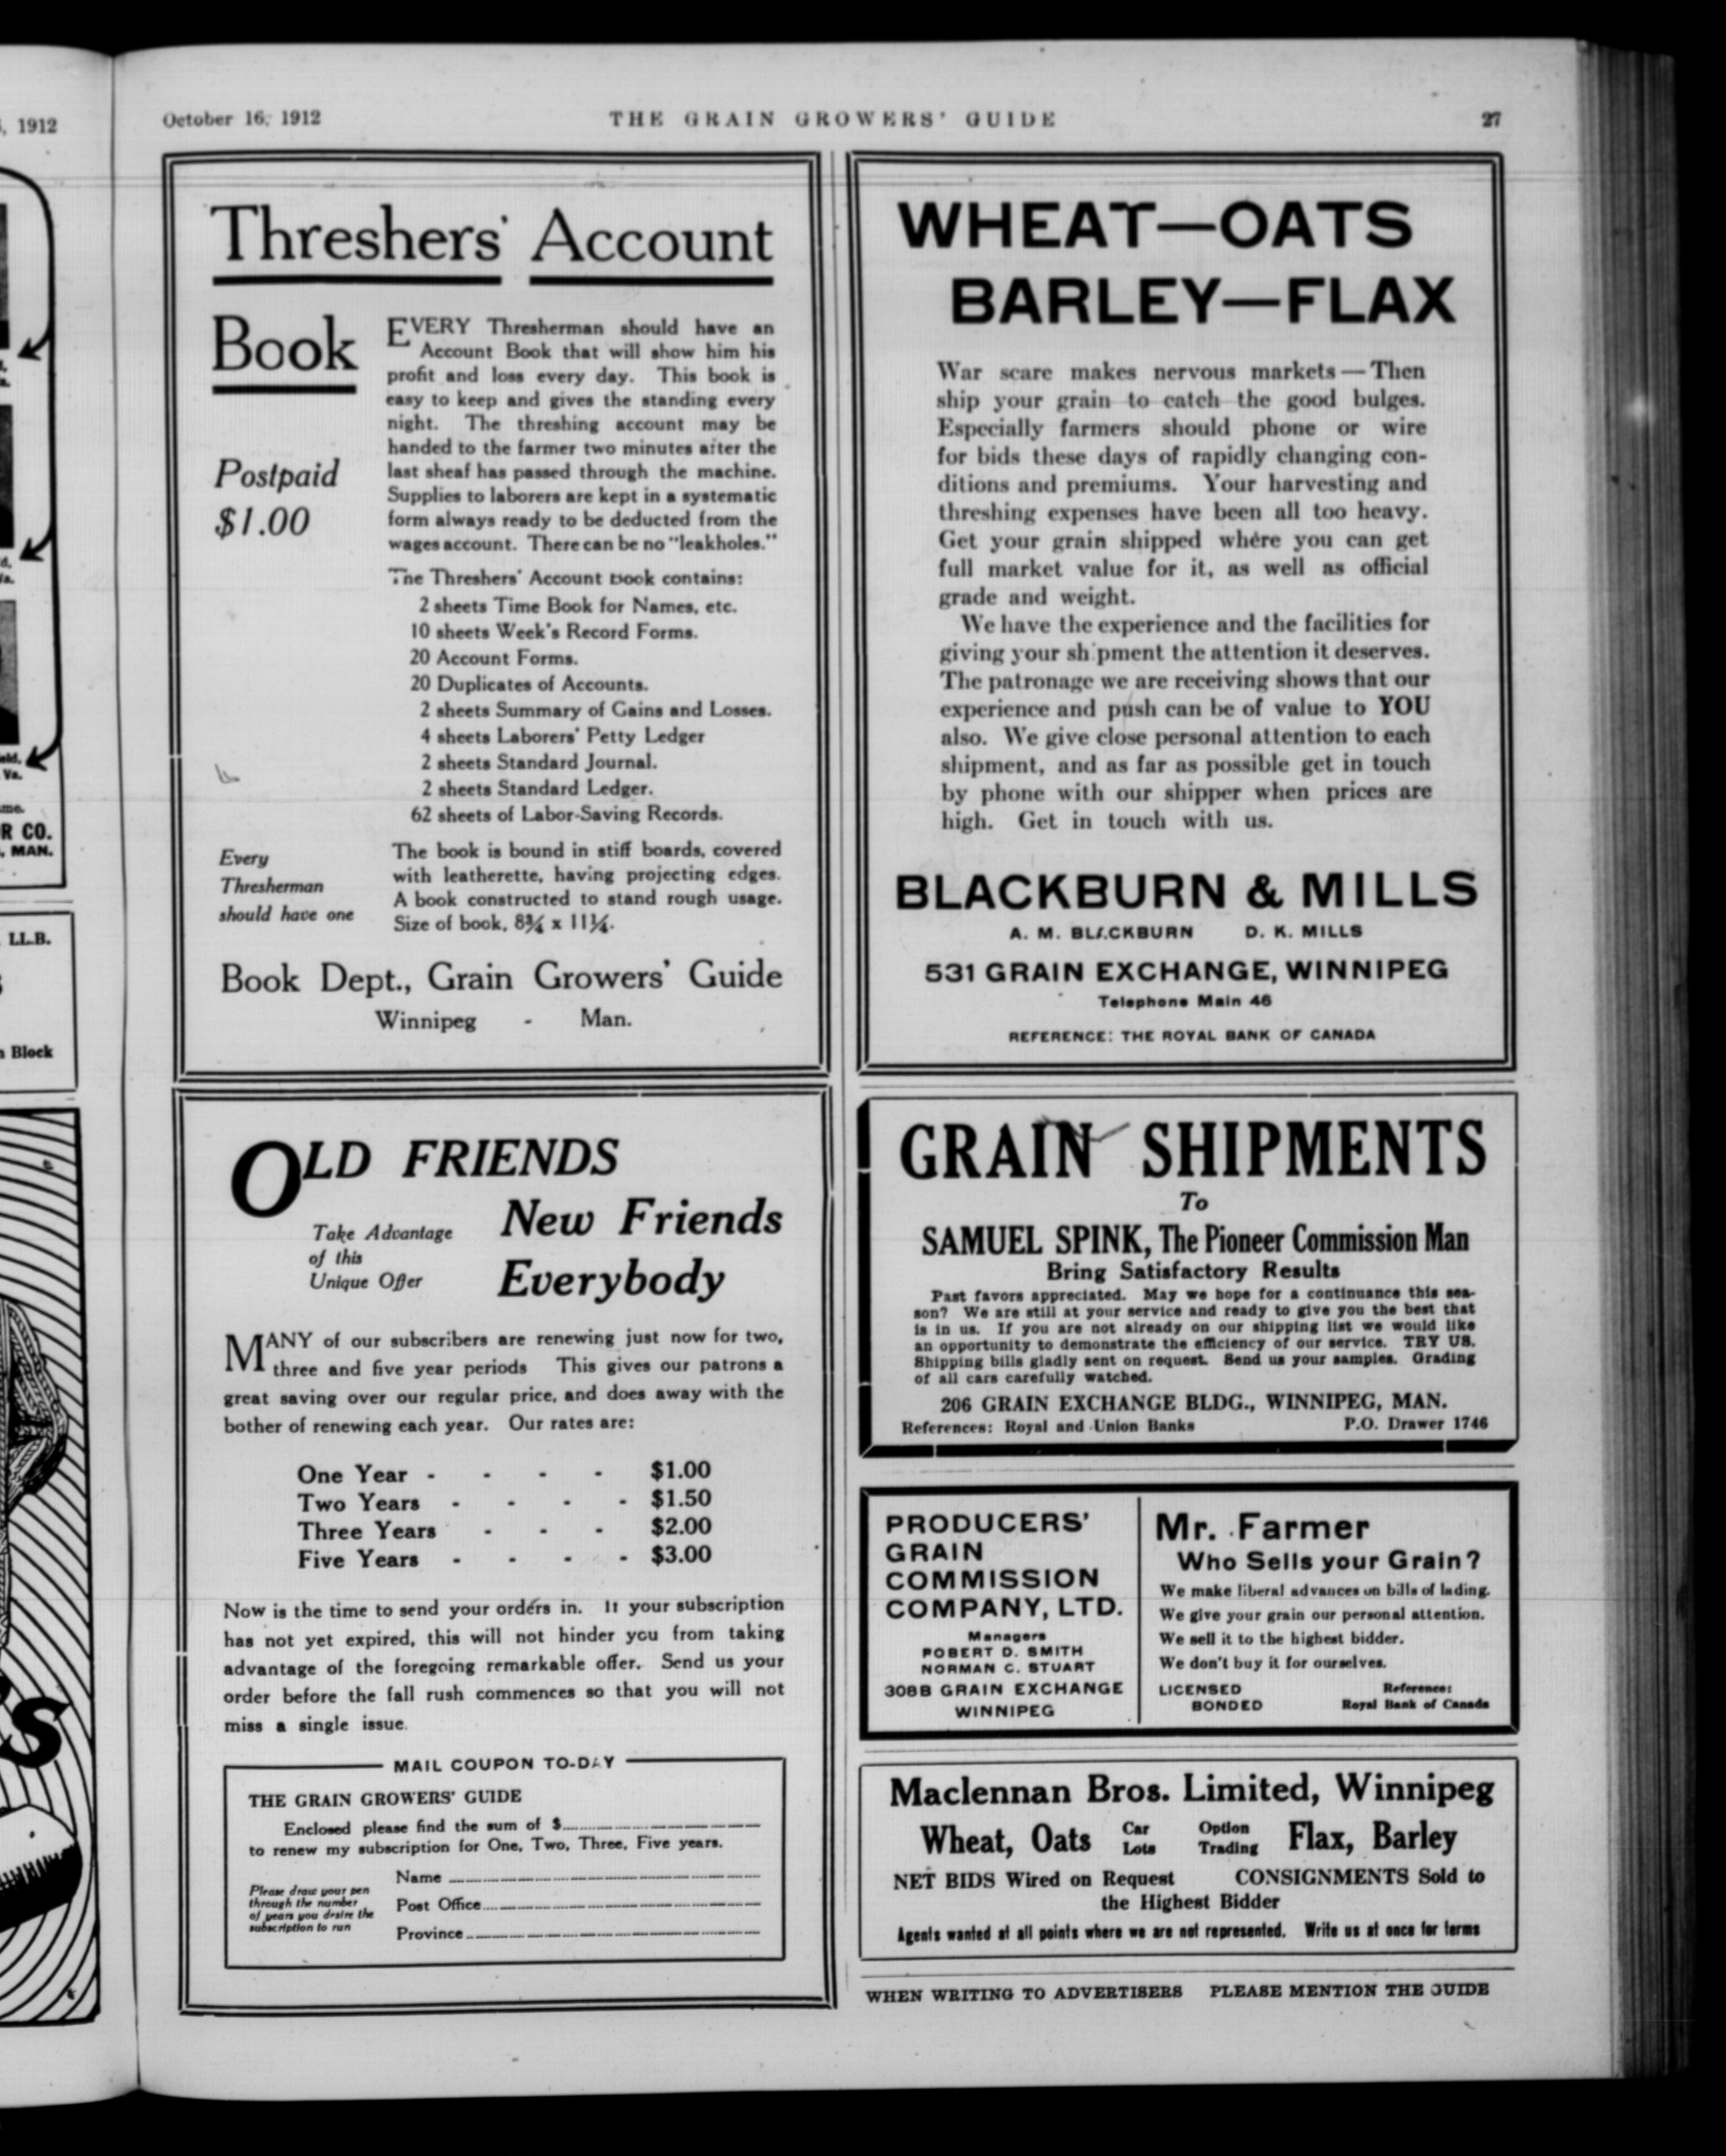 , 1912
R CO.
, MAN.
LL.B.
Block
October 16, 1912
THE GRAIN GROWERS' GUIDE
27
Threshers' Account
Book
EVERY Thresherman should have an
Account Book that will show him his
profit and loss every day. This book is
easy to keep and gives the standing every
night. The threshing account may be
handed to the farmer two minutes after the
last sheaf has passed through the machine.
Supplies to laborers are kept in a systematic
form always ready to be deducted from the
wages account. There can be no "leakholes."
Postpaid
$1.00
The Threshers' Account Book contains:
2 sheets Time Book for Names, etc.
10 sheets Week's Record Forms.
20 Account Forms.
20 Duplicates of Accounts.
2 sheets Summary of Gains and Losses.
4 sheets Laborers' Petty Ledger
2 sheets Standard Journal.
2 sheets Standard Ledger.
62 sheets of Labor-Saving Records.
Every
Thresherman
should have one
The book is bound in stiff boards, covered
with leatherette, having projecting edges.
A book constructed to stand rough usage.
Size of book, 8¾ x 11¼.
Book Dept., Grain Growers' Guide
Winnipeg - Man.
OLD FRIENDS
New Friends
Everybody
Take Advantage
of this
Unique Offer
MANY of our subscribers are renewing just now for two,
three and five year periods This gives our patrons a
great saving over our regular price, and does away with the
bother of renewing each year. Our rates are:
One Year - - - - $1.00
Two Years - - - - $1.50
Three Years - - - $2.00
Five Years - - - - $3.00
Now is the time to send your orders in. If your subscription
has not yet expired, this will not hinder you from taking
advantage of the foregoing remarkable offer. Send us your
order before the fall rush commences so that you will not
miss a single issue.
MAIL COUPON TO-DAY
THE GRAIN GROWERS' GUIDE
Enclosed please find the sum of $
to renew my subscription for One, Two, Three, Five years.
Please draw your pen
through the number
of years you desire the
subscription to run
Name
Post Office
Province
WHEAT—OATS
BARLEY—FLAX
War scare makes nervous markets — Then
ship your grain to catch the good bulges.
Especially farmers should phone or wire
for bids these days of rapidly changing con-
ditions and premiums. Your harvesting and
threshing expenses have been all too heavy.
Get your grain shipped where you can get
full market value for it, as well as official
grade and weight.
We have the experience and the facilities for
giving your shipment the attention it deserves.
The patronage we are receiving shows that our
experience and push can be of value to YOU
also. We give close personal attention to each
shipment, and as far as possible get in touch
by phone with our shipper when prices are
high. Get in touch with us.
BLACKBURN & MILLS
A. M. BLACKBURN D. K. MILLS
531 GRAIN EXCHANGE, WINNIPEG
Telephone Main 46
REFERENCE: THE ROYAL BANK OF CANADA
GRAIN SHIPMENTS
To
SAMUEL SPINK, The Pioneer Commission Man
Bring Satisfactory Results
Past favors appreciated. May we hope for a continuance this sea-
son? We are still at your service and ready to give you the best that
is in us. If you are not already on our shipping list we would like
an opportunity to demonstrate the efficiency of our service. TRY US.
Shipping bills gladly sent on request. Send us your samples. Grading
of all cars carefully watched.
206 GRAIN EXCHANGE BLDG., WINNIPEG, MAN.
References: Royal and Union Banks P.O. Drawer 1746
PRODUCERS'
GRAIN
COMMISSION
COMPANY, LTD.
Managers
ROBERT D. SMITH
NORMAN C. STUART
308B GRAIN EXCHANGE
WINNIPEG
Mr. Farmer
Who Sells your Grain?
We make liberal advances on bills of lading.
We give your grain our personal attention.
We sell it to the highest bidder.
We don't buy it for ourselves.
LICENSED
BONDED
Reference:
Royal Bank of Canada
Maclennan Bros. Limited, Winnipeg
Wheat, Oats Car Lots Option Trading Flax, Barley
NET BIDS Wired on Request CONSIGNMENTS Sold to
the Highest Bidder
Agents wanted at all points where we are not represented. Write us at once for terms
WHEN WRITING TO ADVERTISERS PLEASE MENTION THE GUIDE